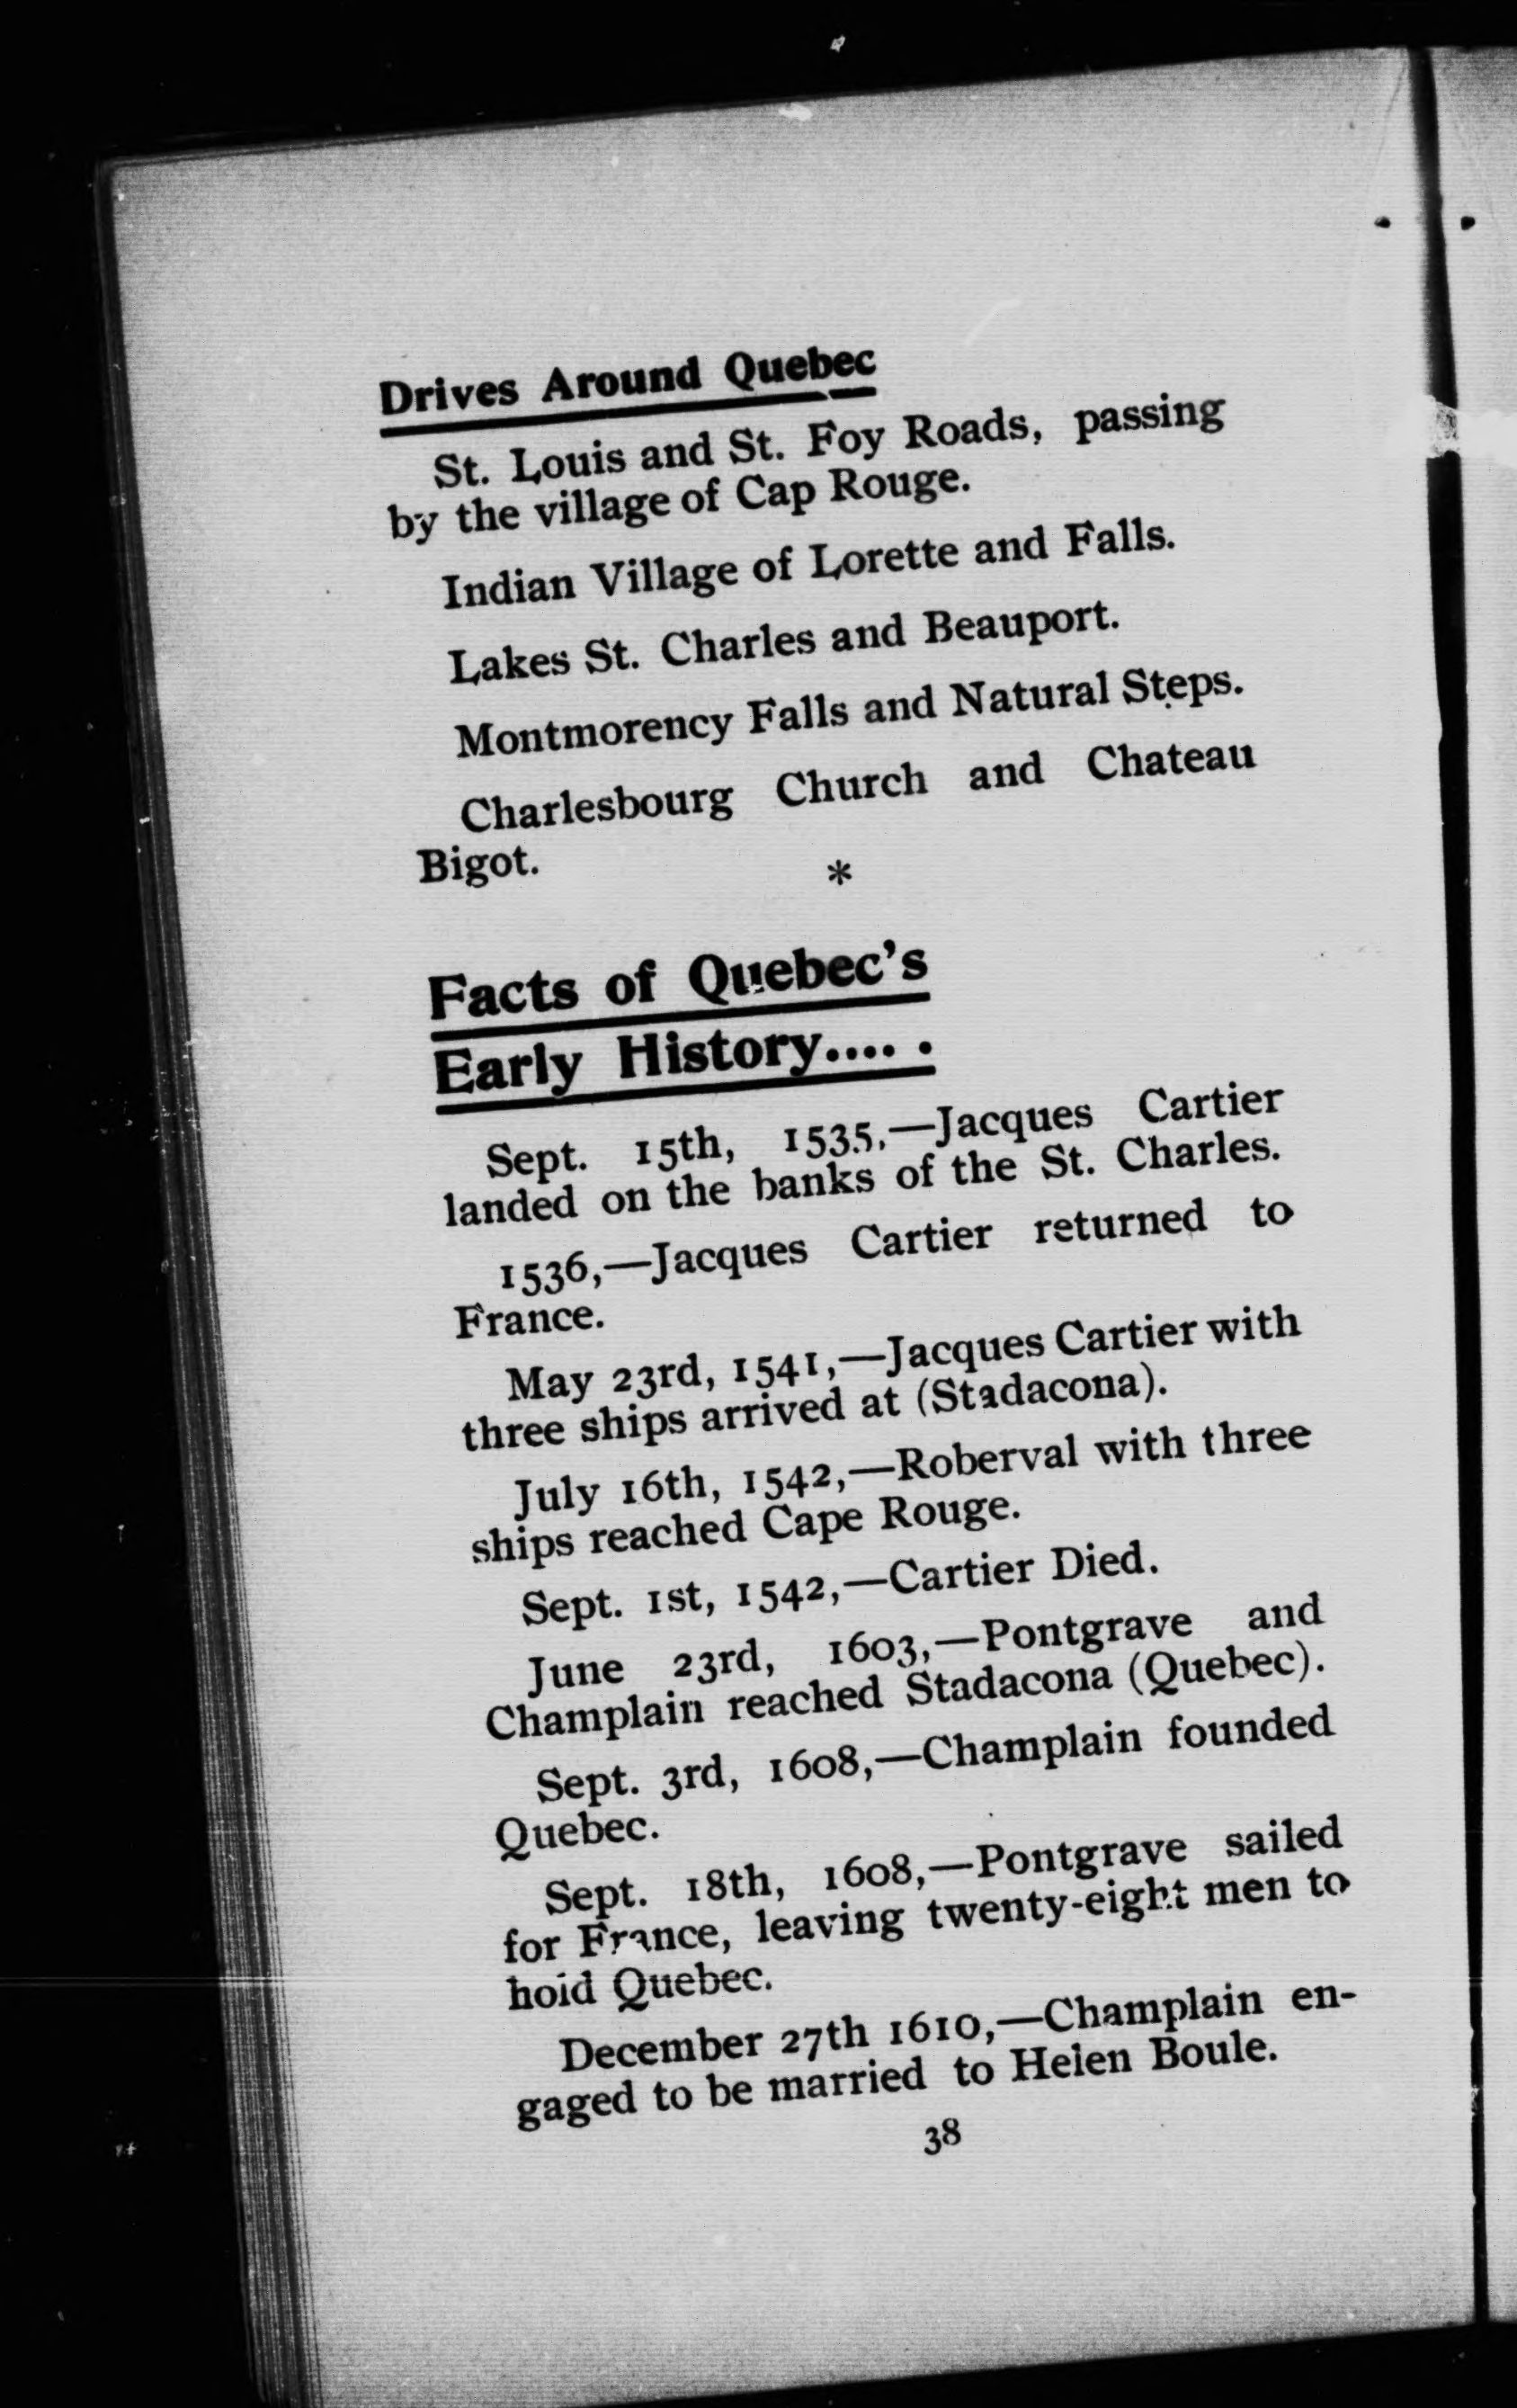 Drives Around Quebec
St. Louis and St. Foy Roads, passing
by the village of Cap Rouge.
Indian Village of Lorette and Falls.
Lakes St. Charles and Beauport.
Montmorency Falls and Natural Steps.
Charlesbourg Church and Chateau
Bigot.
*
Facts of Quebec's
Early History.... .
Sept. 15th, 1535,—Jacques Cartier
landed on the banks of the St. Charles.
1536,—Jacques Cartier returned to
France.
May 23rd, 1541,—Jacques Cartier with
three ships arrived at (Stadacona).
July 16th, 1542,—Roberval with three
ships reached Cape Rouge.
Sept. 1st, 1542,—Cartier Died.
June 23rd, 1603,—Pontgrave and
Champlain reached Stadacona (Quebec).
Sept. 3rd, 1608,—Champlain founded
Quebec.
Sept. 18th, 1608,—Pontgrave sailed
for France, leaving twenty-eight men to
hold Quebec.
December 27th 1610,—Champlain en-
gaged to be married to Helen Boule.
38